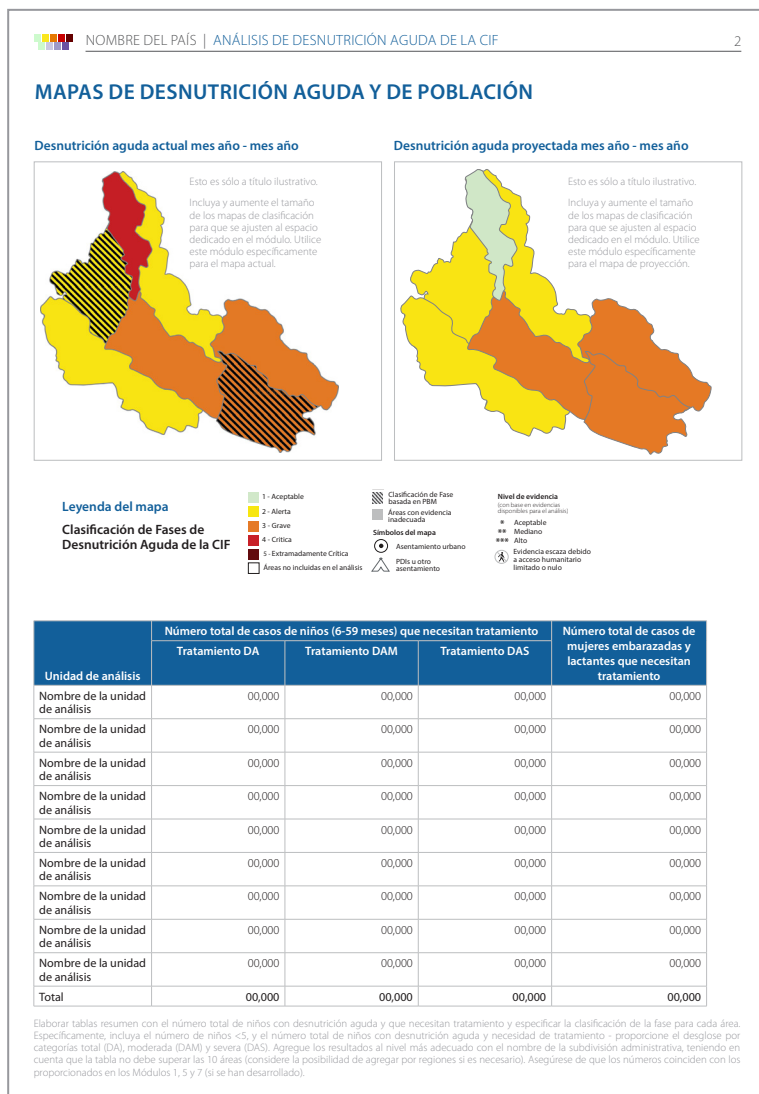 NOMBRE DEL PAÍS | ANÁLISIS DE DESNUTRICIÓN AGUDA DE LA CIF
2
MAPAS DE DESNUTRICIÓN AGUDA Y DE POBLACIÓN
Desnutrición aguda actual mes año - mes año
Esto es sólo a título ilustrativo.
Incluya y aumente el tamaño
de los mapas de clasificación
para que se ajusten al espacio
dedicado en el módulo. Utilice
este módulo específicamente
para el mapa actual.
Desnutrición aguda proyectada mes año - mes año
Esto es sólo a título ilustrativo.
Incluya y aumente el tamaño
de los mapas de clasificación
para que se ajusten al espacio
dedicado en el módulo. Utilice
este módulo específicamente
para el mapa de proyección.
Leyenda del mapa
Clasificación de Fases de
Desnutrición Aguda de la CIF
1 - Aceptable
2 - Alerta
3 - Grave
4 - Crítica
5 - Extramadamente Crítica
Áreas no incluidas en el análisis
Clasificación de Fase
basada en PBM
Áreas con evidencia
inadecuada
Símbolos del mapa
Asentamiento urbano
PDIs u otro
asentamiento
Nivel de evidencia
(con base en evidencias
disponibles para el análisis)
* Aceptable
** Mediano
*** Alto
Evidencia escaza debido
a acceso humanitario
limitado o nulo
Unidad de análisis
Número total de casos de niños (6-59 meses) que necesitan tratamiento
Tratamiento DA
Tratamiento DAM
Tratamiento DAS
Número total de casos de
mujeres embarazadas y
lactantes que necesitan
tratamiento
Nombre de la unidad
de análisis
00,000 00,000 00,000 00,000
Nombre de la unidad
de análisis
00,000 00,000 00,000 00,000
Nombre de la unidad
de análisis
00,000 00,000 00,000 00,000
Nombre de la unidad
de análisis
00,000 00,000 00,000 00,000
Nombre de la unidad
de análisis
00,000 00,000 00,000 00,000
Nombre de la unidad
de análisis
00,000 00,000 00,000 00,000
Nombre de la unidad
de análisis
00,000 00,000 00,000 00,000
Nombre de la unidad
de análisis
00,000 00,000 00,000 00,000
Nombre de la unidad
de análisis
00,000 00,000 00,000 00,000
Total 00,000 00,000 00,000 00,000
Elaborar tablas resumen con el número total de niños con desnutrición aguda y que necesitan tratamiento y especificar la clasificación de la fase para cada área.
Específicamente, incluya el número de niños <5, y el número total de niños con desnutrición aguda y necesidad de tratamiento - proporcione el desglose por
categorías total (DA), moderada (DAM) y severa (DAS). Agregue los resultados al nivel más adecuado con el nombre de la subdivisión administrativa, teniendo en
cuenta que la tabla no debe superar las 10 áreas (considere la posibilidad de agregar por regiones si es necesario). Asegúrese de que los números coinciden con los
proporcionados en los Módulos 1, 5 y 7 (si se han desarrollado).